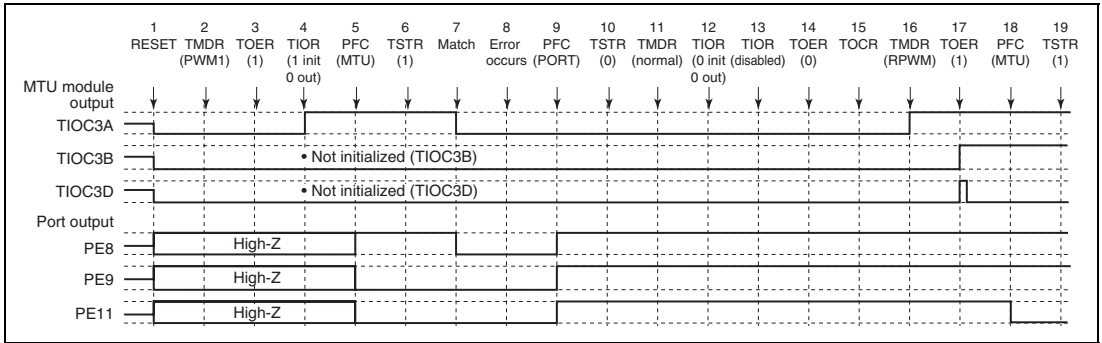 1 2 3 4 5 6 7 8 9 10 11 12 13 14 15 16 17 18 19
RESET TMDR TOER TIOR PFC TSTR Match Error PFC TSTR TMDR TIOR TIOR TOER TOCR TMDR TOER PFC TSTR
(PWM1) (1) (1 init (MTU) (1) occurs (PORT) (0) (normal) (0 init (disabled) (0) (RPWM) (1) (MTU) (1)
0 out) 0 out)
MTU module
output
TIOC3A
TIOC3B • Not initialized (TIOC3B)
TIOC3D • Not initialized (TIOC3D)
Port output
PE8 High-Z
PE9 High-Z
PE11 High-Z